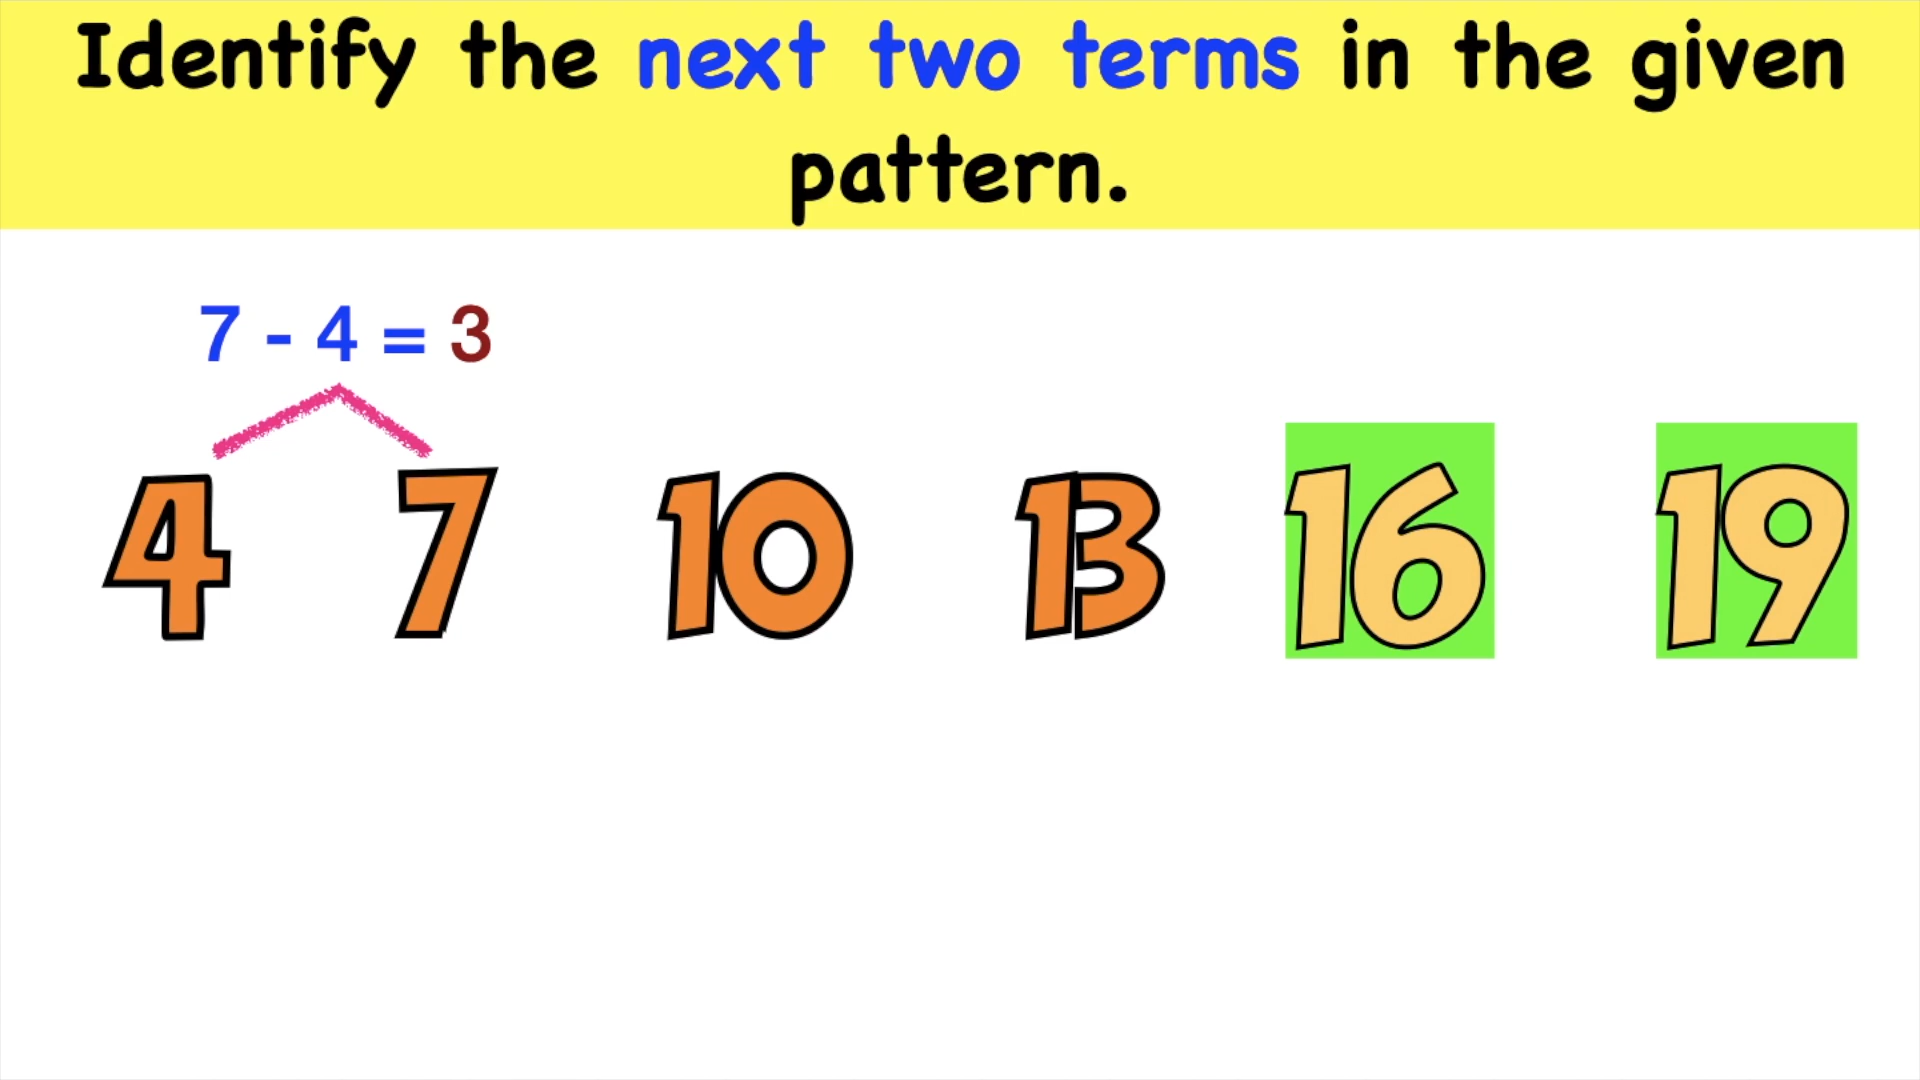 Identify the next two terms in the given
pattern.
7 - 4 = 3
4 7 10 13 16 19